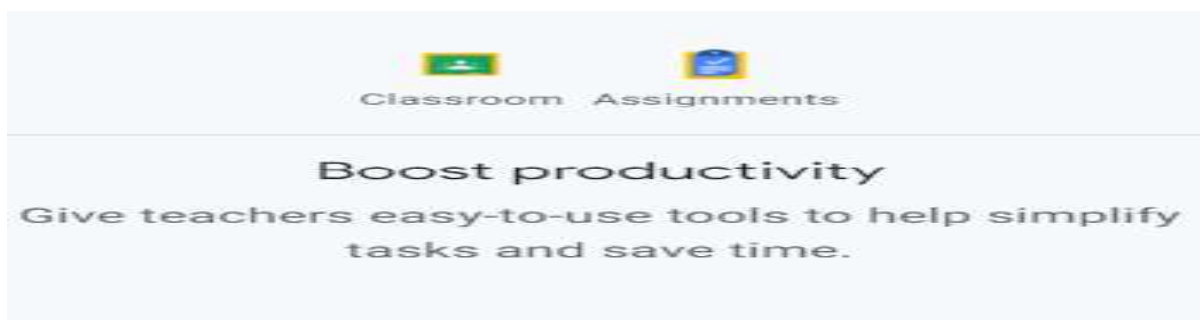 Classroom Assignments
Boost productivity
Give teachers easy-to-use tools to help simplify
tasks and save time.